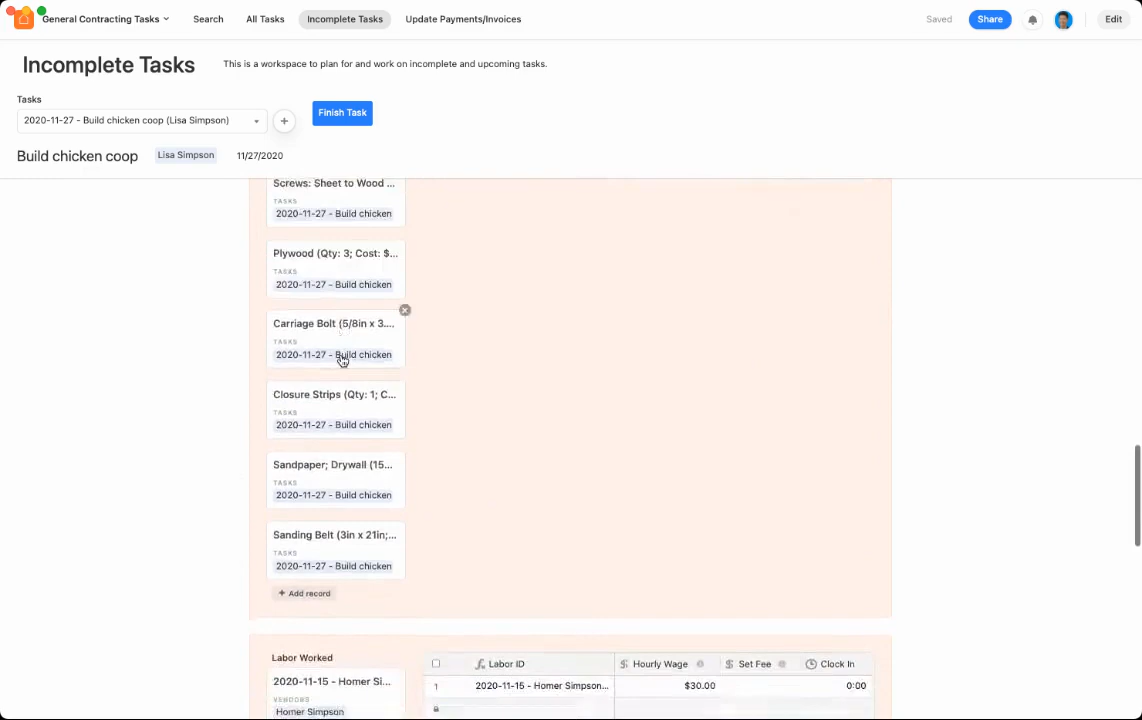 General Contracting Tasks
Search
All Tasks
Incomplete Tasks
Update Payments/Invoices
Saved
Share
Edit
Incomplete Tasks
This is a workspace to plan for and work on incomplete and upcoming tasks.
Tasks
2020-11-27 - Build chicken coop (Lisa Simpson)
+
Finish Task
Build chicken coop
Lisa Simpson
11/27/2020
Screws: Sheet to Wood ...
TASKS
2020-11-27 - Build chicken
Plywood (Qty: 3; Cost: $...
TASKS
2020-11-27 - Build chicken
Carriage Bolt (5/8in x 3....
TASKS
2020-11-27 - Build chicken
Closure Strips (Qty: 1; C...
TASKS
2020-11-27 - Build chicken
Sandpaper; Drywall (15...
TASKS
2020-11-27 - Build chicken
Sanding Belt (3in x 21in;...
TASKS
2020-11-27 - Build chicken
+ Add record
Labor Worked
2020-11-15 - Homer Si...
VENDORS
Homer Simpson
Labor ID
Hourly Wage
Set Fee
Clock In
1
2020-11-15 - Homer Simpson...
$30.00
0:00